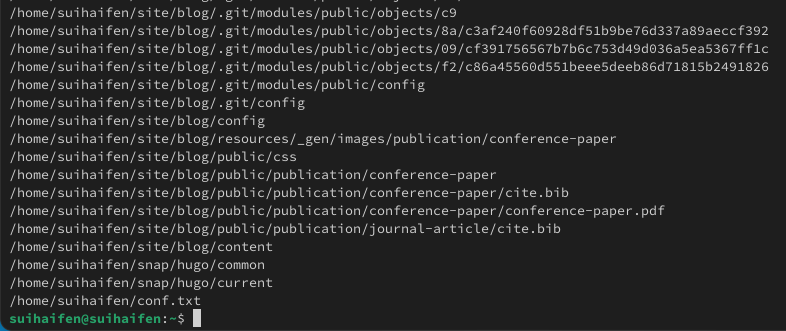 /home/suihaifen/site/blog/.git/modules/public/objects/c9
/home/suihaifen/site/blog/.git/modules/public/objects/8a/c3af240f60928df51b9be76d337a89aeccf392
/home/suihaifen/site/blog/.git/modules/public/objects/09/cf391756567b7b6c753d49d036a5ea5367ff1c
/home/suihaifen/site/blog/.git/modules/public/objects/f2/c86a45560d551beee5deeb86d71815b2491826
/home/suihaifen/site/blog/.git/modules/public/config
/home/suihaifen/site/blog/.git/config
/home/suihaifen/site/blog/config
/home/suihaifen/site/blog/resources/_gen/images/publication/conference-paper
/home/suihaifen/site/blog/public/css
/home/suihaifen/site/blog/public/publication/conference-paper
/home/suihaifen/site/blog/public/publication/conference-paper/cite.bib
/home/suihaifen/site/blog/public/publication/conference-paper/conference-paper.pdf
/home/suihaifen/site/blog/public/publication/journal-article/cite.bib
/home/suihaifen/site/blog/content
/home/suihaifen/snap/hugo/common
/home/suihaifen/snap/hugo/current
/home/suihaifen/conf.txt
suihaifen@suihaifen:~$